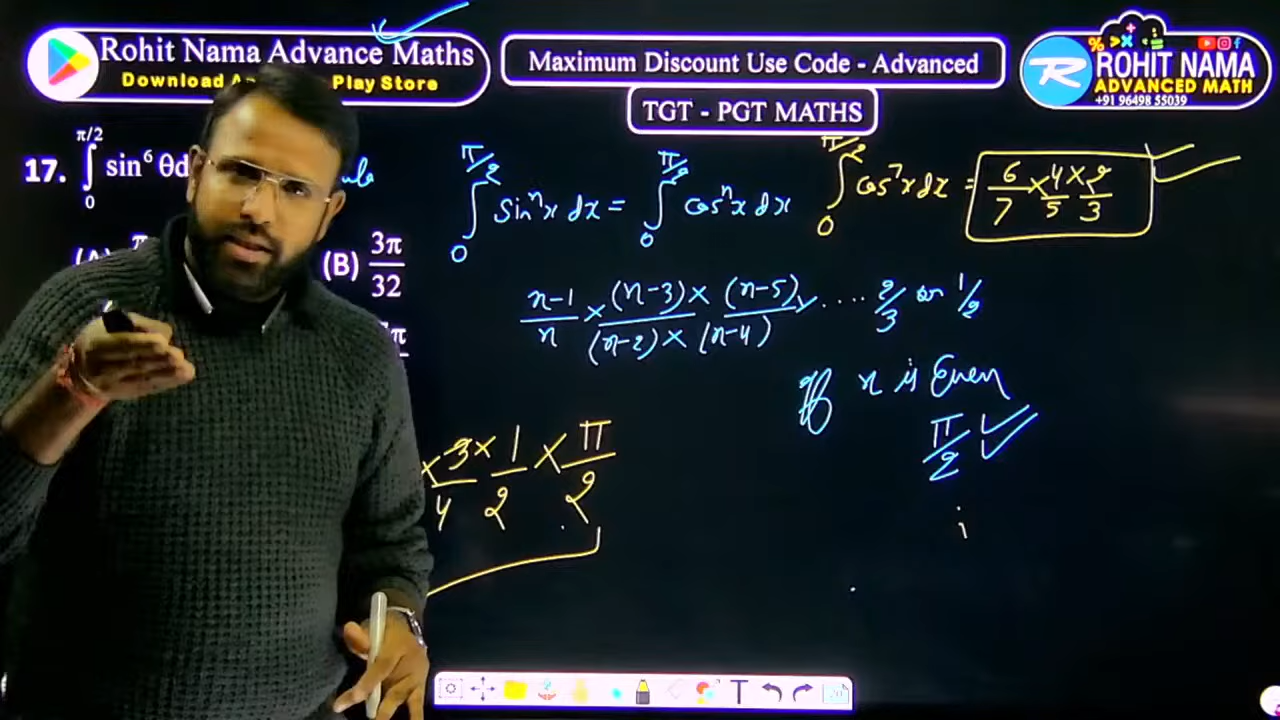 Rohit Nama Advance Maths
Play Store
Maximum Discount Use Code - Advanced
TGT - PGT MATHS
ROHIT NAMA
ADVANCED MATH
+91 96498 55039
17. ∫₀^{π/2} sin⁶ θd
∫₀^{π/2} sinⁿx dx = ∫₀^{π/2} cosⁿx dx
∫₀^{π/2} cos⁷x dx = 6/7 × 4/5 × 2/3
(B) 3π/32
n-1/n × (n-3) × (n-5)/(n-2) × (n-4) × .... 2/3 or 1/2
If n is Even
π/2
× 3/4 × 1/2 × π/2